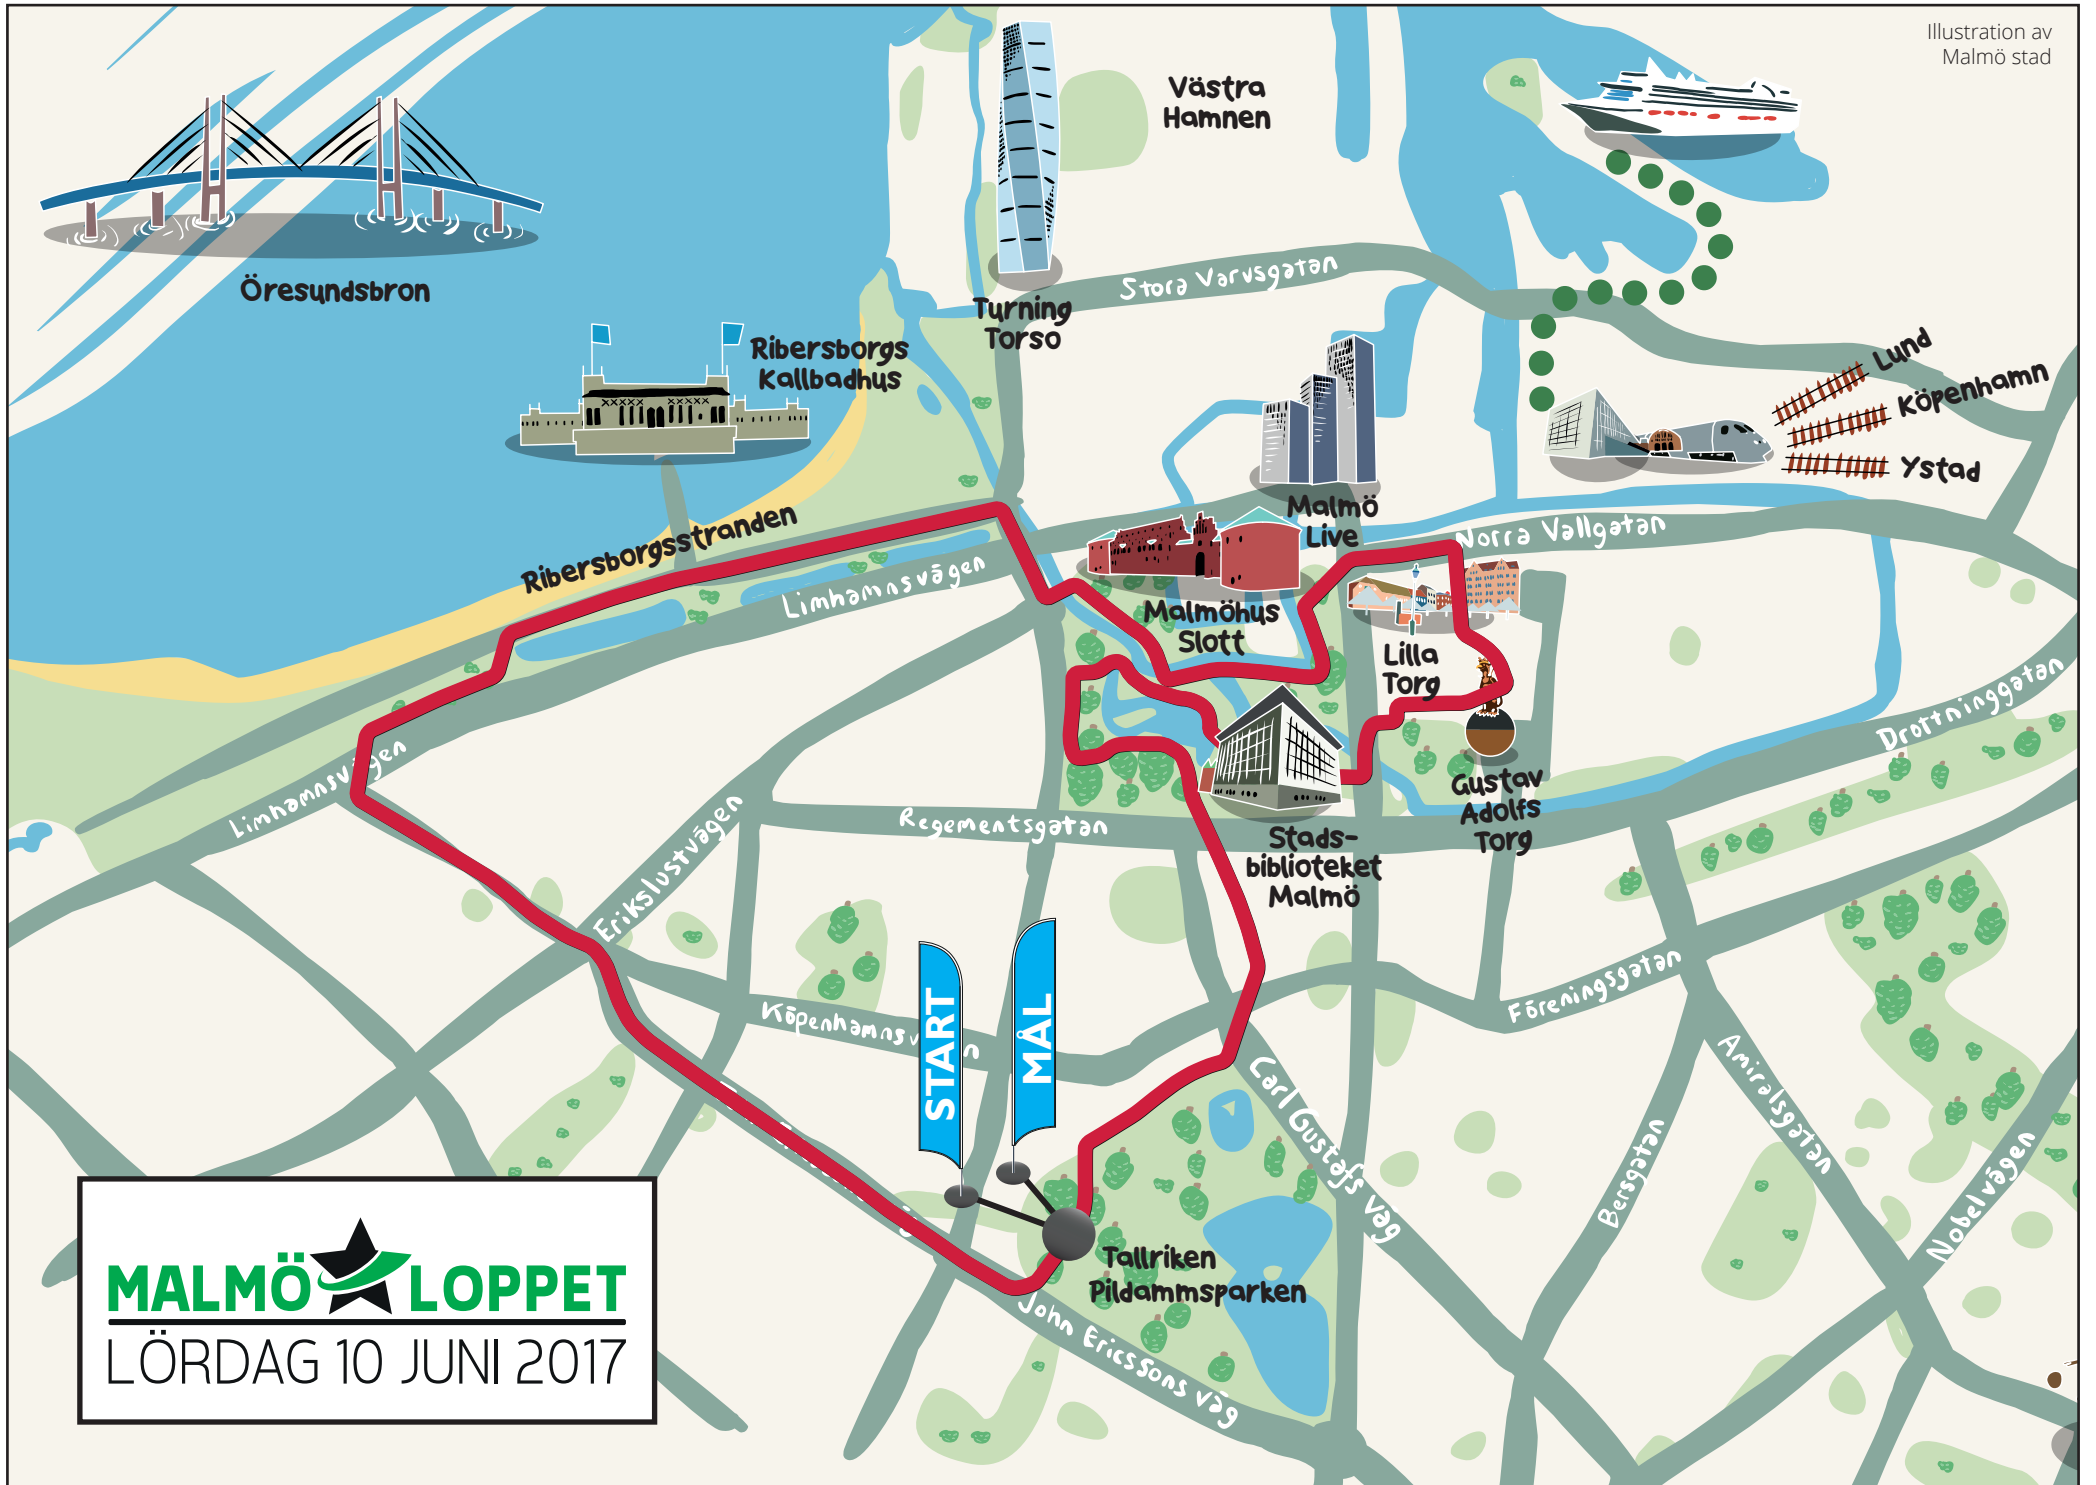 Illustration av
Malmö stad
Västra
Hamnen
Öresundsbron
Stora Varvsgatan
Turning
Torso
Ribersborgs
Kallbadhus
Lund
Köpenhamn
Ystad
Malmö
Live
Norra Vallgatan
Ribersborgsstranden
Limhamnsvägen
Malmöhus
Slott
Lilla
Torg
Drottninggatan
Limhamnsvägen
Gustav
Adolfs
Torg
Erikslustvägen
Regementsgatan
Stads-
biblioteket
Malmö
Föreningsgatan
START
MÅL
Carl Gustafs väg
Amiralsgatan
Bersgatan
Nobelvägen
Tallriken
Pildammsparken
John Ericssons väg
MALMÖ LOPPET
LÖRDAG 10 JUNI 2017